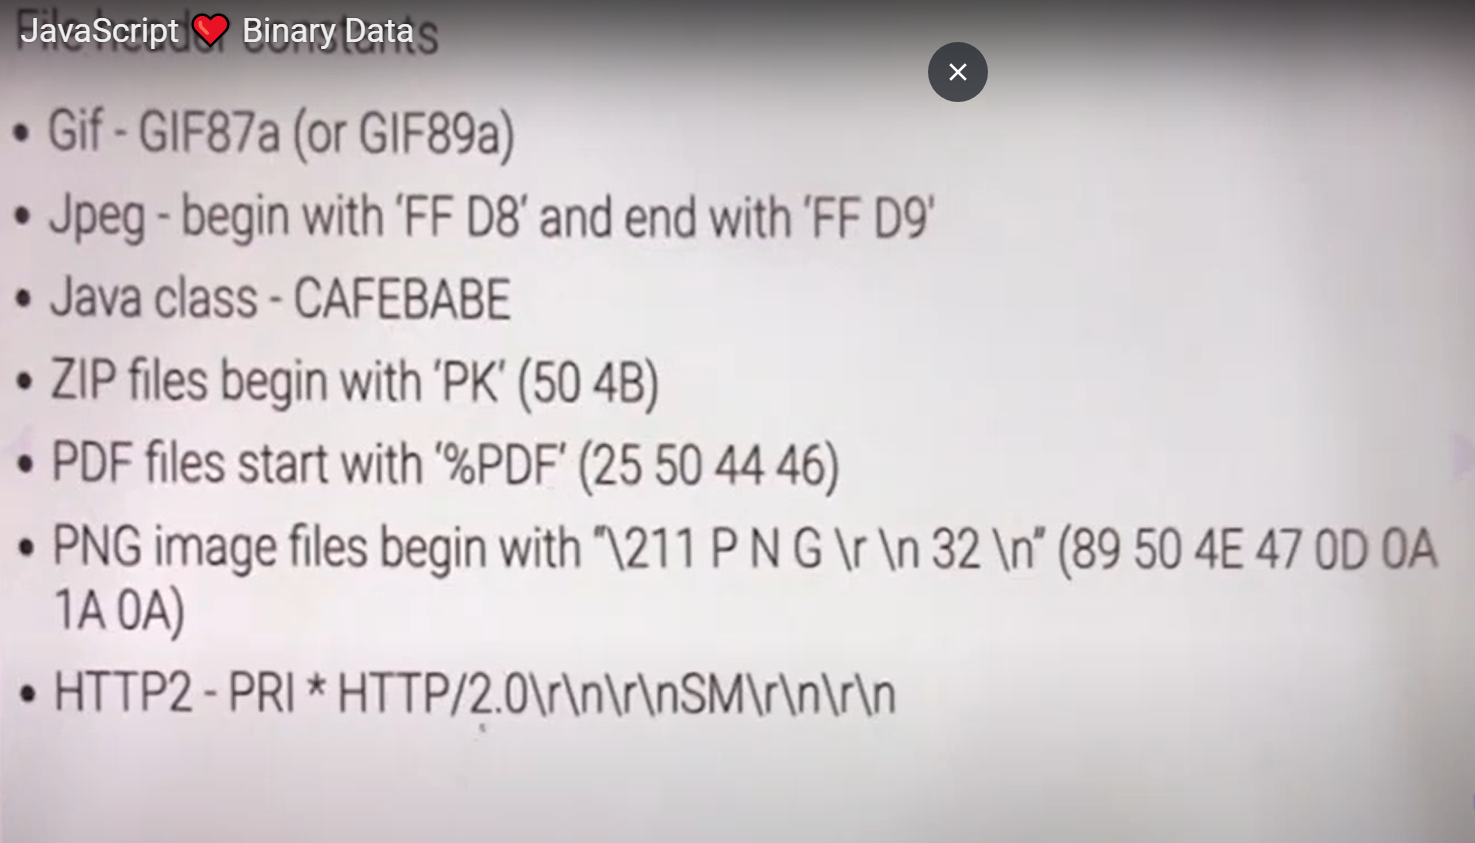 JavaScript ❤️ Binary Data
File header constants
• Gif - GIF87a (or GIF89a)
• Jpeg - begin with ‘FF D8’ and end with ‘FF D9’
• Java class - CAFEBABE
• ZIP files begin with ‘PK’ (50 4B)
• PDF files start with ‘%PDF’ (25 50 44 46)
• PNG image files begin with "\211 P N G \r \n 32 \n" (89 50 4E 47 0D 0A
1A 0A)
• HTTP2 - PRI * HTTP/2.0\r\n\r\nSM\r\n\r\n